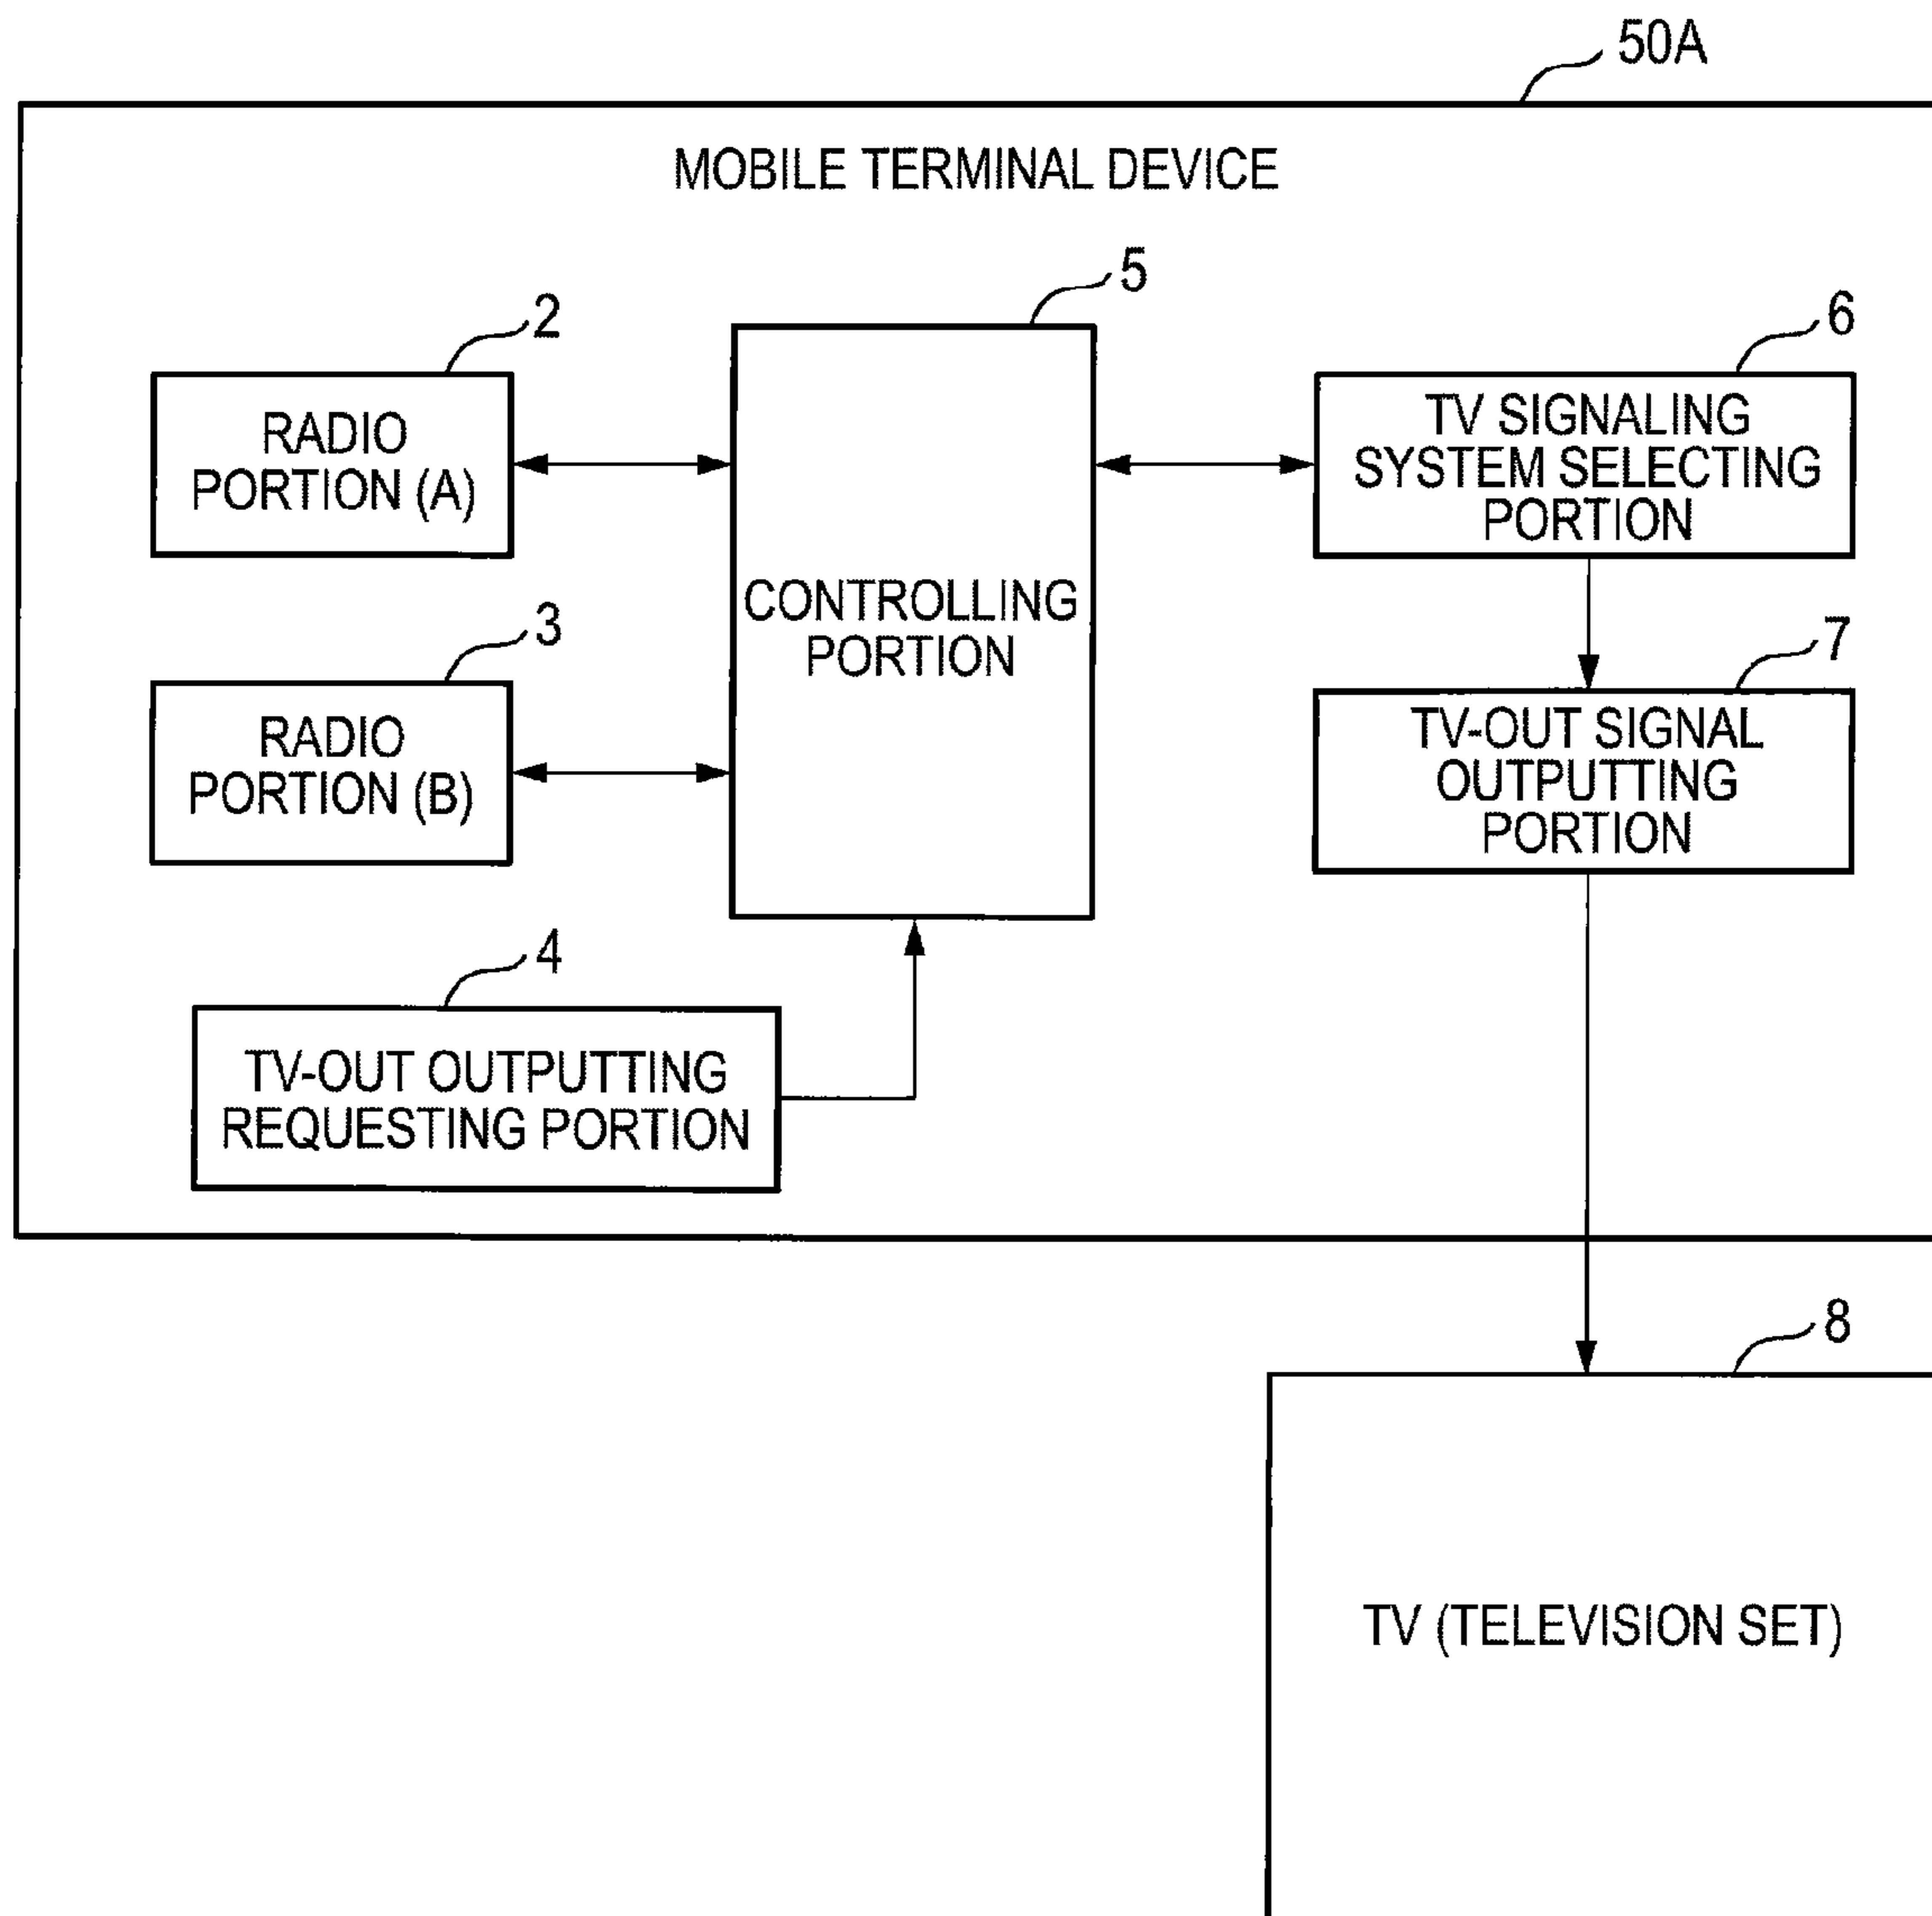 50A
MOBILE TERMINAL DEVICE
5
2
6
RADIO
PORTION (A)
TV SIGNALING
SYSTEM SELECTING
PORTION
CONTROLLING
PORTION
3
7
RADIO
PORTION (B)
TV-OUT SIGNAL
OUTPUTTING
PORTION
4
TV-OUT OUTPUTTING
REQUESTING PORTION
8
TV (TELEVISION SET)